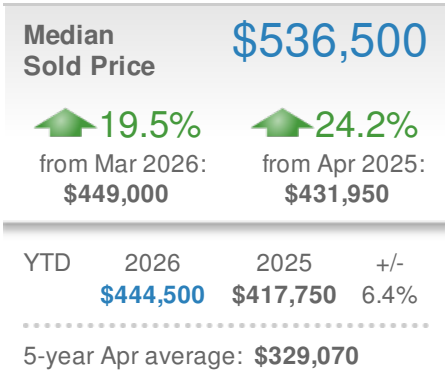 Median $536,500
Sold Price
19.5% 24.2%
from Mar 2026: from Apr 2025:
$449,000 $431,950
YTD 2026 2025 +/-
$444,500 $417,750 6.4%
5-year Apr average: $329,070